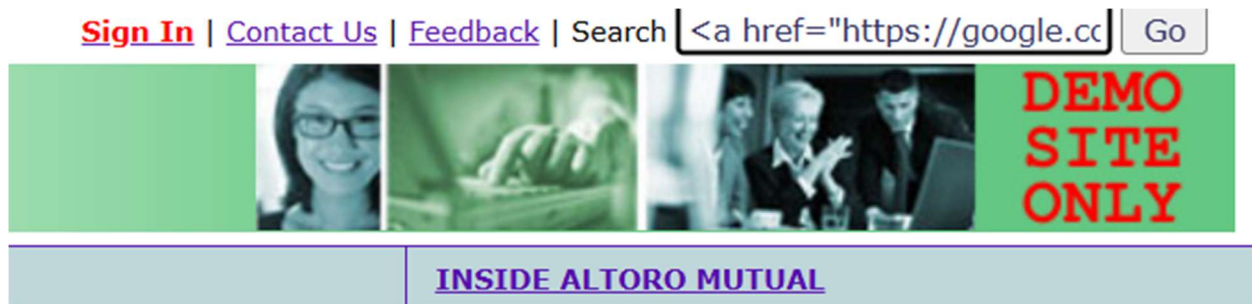 Sign In | Contact Us | Feedback | Search <a href="https://google.cc Go
DEMO
SITE
ONLY
INSIDE ALTORO MUTUAL